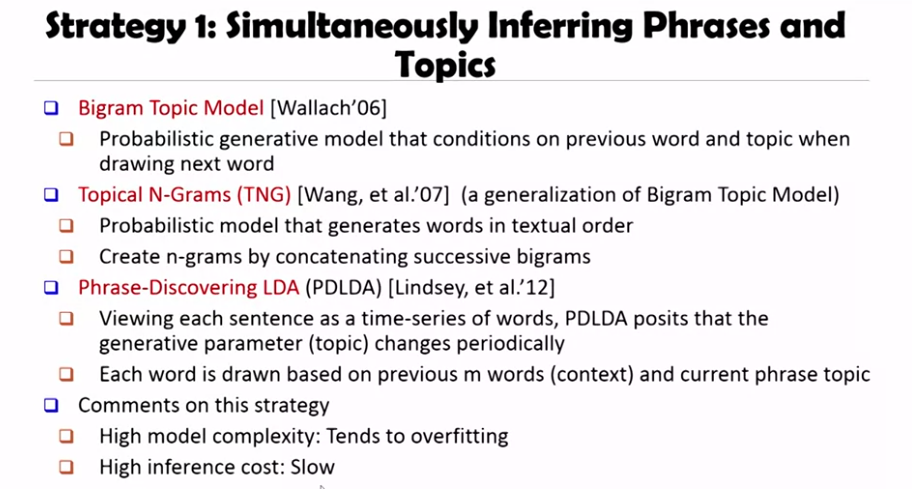 Strategy 1: Simultaneously Inferring Phrases and
Topics
Bigram Topic Model [Wallach’06]
Probabilistic generative model that conditions on previous word and topic when
drawing next word
Topical N-Grams (TNG) [Wang, et al.’07] (a generalization of Bigram Topic Model)
Probabilistic model that generates words in textual order
Create n-grams by concatenating successive bigrams
Phrase-Discovering LDA (PDLDA) [Lindsey, et al.’12]
Viewing each sentence as a time-series of words, PDLDA posits that the
generative parameter (topic) changes periodically
Each word is drawn based on previous m words (context) and current phrase topic
Comments on this strategy
High model complexity: Tends to overfitting
High inference cost: Slow